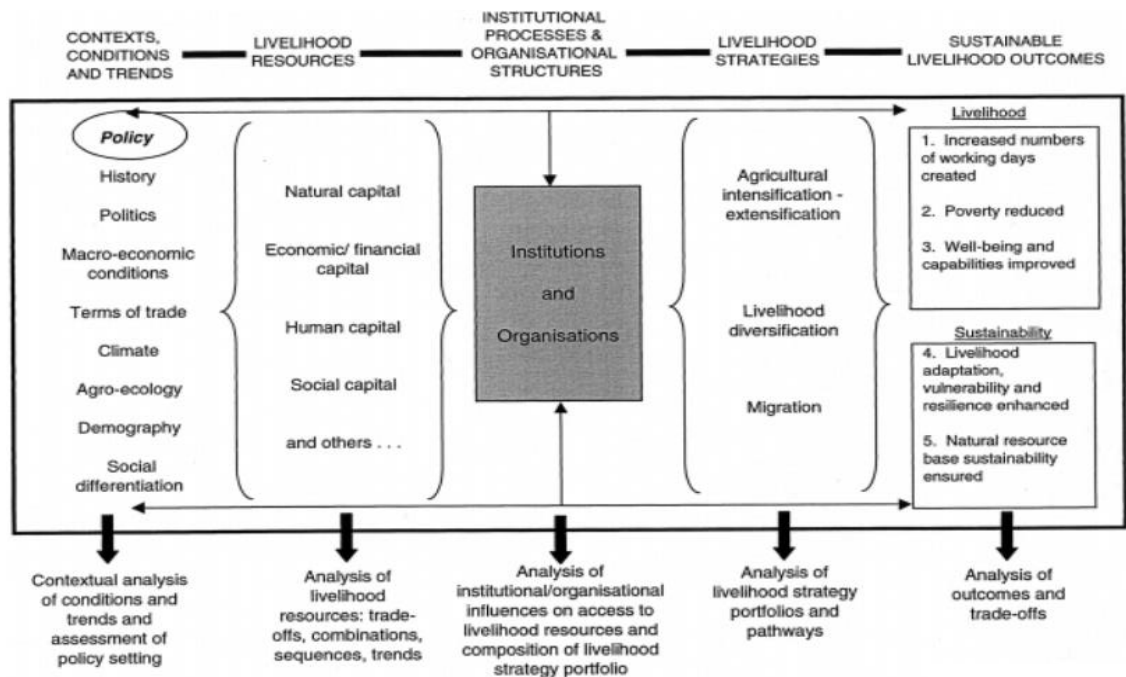 CONTEXTS,
CONDITIONS
AND TRENDS
LIVELIHOOD
RESOURCES
INSTITUTIONAL
PROCESSES &
ORGANISATIONAL
STRUCTURES
LIVELIHOOD
STRATEGIES
SUSTAINABLE
LIVELIHOOD OUTCOMES
Policy
History
Politics
Macro-economic
conditions
Terms of trade
Climate
Agro-ecology
Demography
Social
differentiation
Natural capital
Economic/ financial
capital
Human capital
Social capital
and others . . .
Institutions
and
Organisations
Agricultural
intensification -
extensification
Livelihood
diversification
Migration
Livelihood
1. Increased numbers
of working days
created
2. Poverty reduced
3. Well-being and
capabilities improved
Sustainability
4. Livelihood
adaptation,
vulnerability and
resilience enhanced
5. Natural resource
base sustainability
ensured
Contextual analysis
of conditions and
trends and
assessment of
policy setting
Analysis of
livelihood
resources: trade-
offs, combinations,
sequences, trends
Analysis of
institutional/organisational
influences on access to
livelihood resources and
composition of livelihood
strategy portfolio
Analysis of
livelihood strategy
portfolios and
pathways
Analysis of
outcomes and
trade-offs